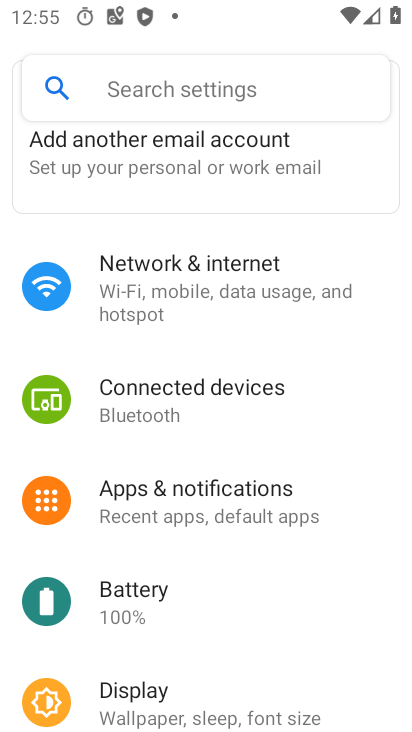 12:55
Search settings
Add another email account
Set up your personal or work email
Network & internet
Wi-Fi, mobile, data usage, and
hotspot
Connected devices
Bluetooth
Apps & notifications
Recent apps, default apps
Battery
100%
Display
Wallpaper, sleep, font size